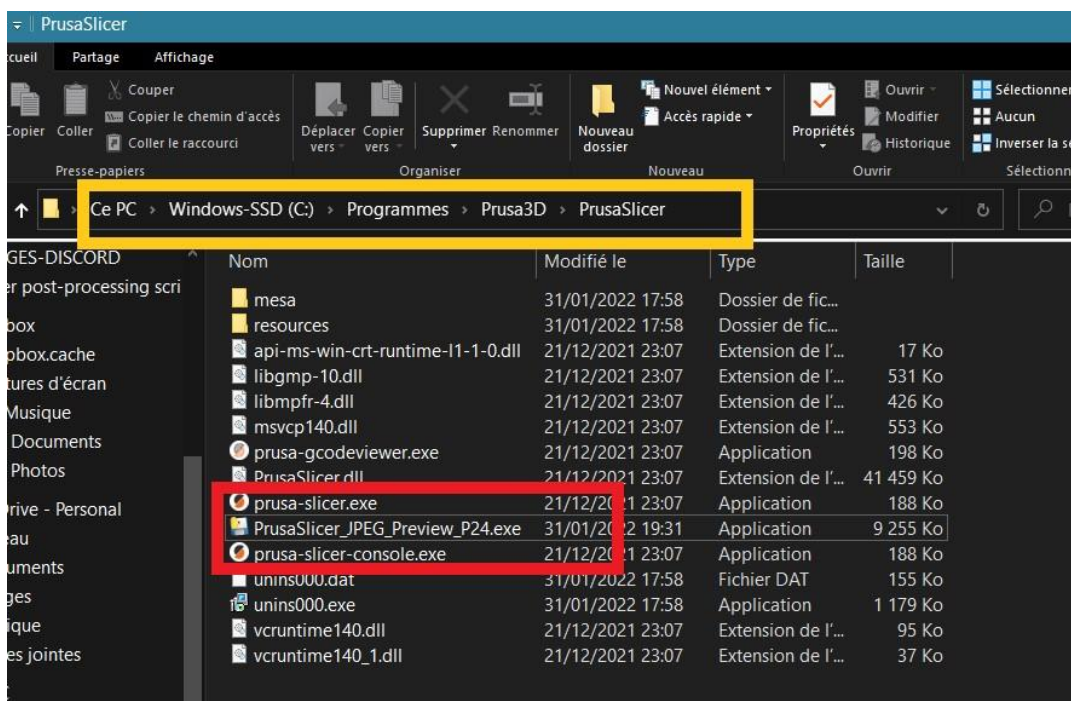 PrusaSlicer
ccueil Partage Affichage
Copier Coller
Couper
Copier le chemin d'accès
Coller le raccourci
Presse-papiers
Déplacer vers
Copier vers
Supprimer
Renommer
Organiser
Nouveau dossier
Nouvel élément
Accès rapide
Nouveau
Propriétés
Ouvrir
Modifier
Historique
Ouvrir
Sélectionner
Aucun
Inverser la sé
Sélectionn
Ce PC > Windows-SSD (C:) > Programmes > Prusa3D > PrusaSlicer
GES-DISCORD
er post-processing scri
box
pbox.cache
tures d'écran
Musique
Documents
Photos
rive - Personal
eau
uments
ges
ique
es jointes
Nom Modifié le Type Taille
mesa 31/01/2022 17:58 Dossier de fic...
resources 31/01/2022 17:58 Dossier de fic...
api-ms-win-crt-runtime-l1-1-0.dll 21/12/2021 23:07 Extension de l'... 17 Ko
libgmp-10.dll 21/12/2021 23:07 Extension de l'... 531 Ko
libmpfr-4.dll 21/12/2021 23:07 Extension de l'... 426 Ko
msvcp140.dll 21/12/2021 23:07 Extension de l'... 553 Ko
prusa-gcodeviewer.exe 21/12/2021 23:07 Application 198 Ko
PrusaSlicer.dll 21/12/2021 23:07 Extension de l'... 41 459 Ko
prusa-slicer.exe 21/12/2021 23:07 Application 188 Ko
PrusaSlicer_JPEG_Preview_P24.exe 31/01/2022 19:31 Application 9 255 Ko
prusa-slicer-console.exe 21/12/2021 23:07 Application 188 Ko
unins000.dat 31/01/2022 17:58 Fichier DAT 155 Ko
unins000.exe 31/01/2022 17:58 Application 1 179 Ko
vcruntime140.dll 21/12/2021 23:07 Extension de l'... 95 Ko
vcruntime140_1.dll 21/12/2021 23:07 Extension de l'... 37 Ko